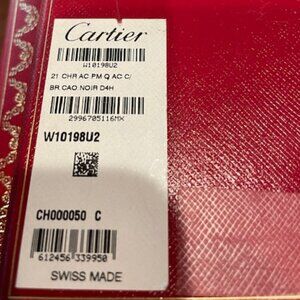 Cartier
W10198U2
21 CHR AC PM Q AC C/
BR CAO NOIR D4H
2996705116MX
W10198U2
CH000050 C
612456 339950
SWISS MADE